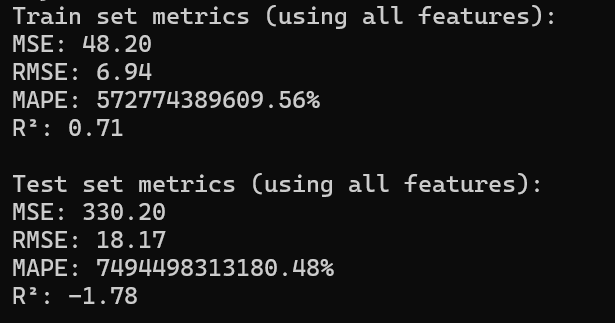 Train set metrics (using all features):
MSE: 48.20
RMSE: 6.94
MAPE: 572774389609.56%
R²: 0.71
Test set metrics (using all features):
MSE: 330.20
RMSE: 18.17
MAPE: 7494498313180.48%
R²: -1.78